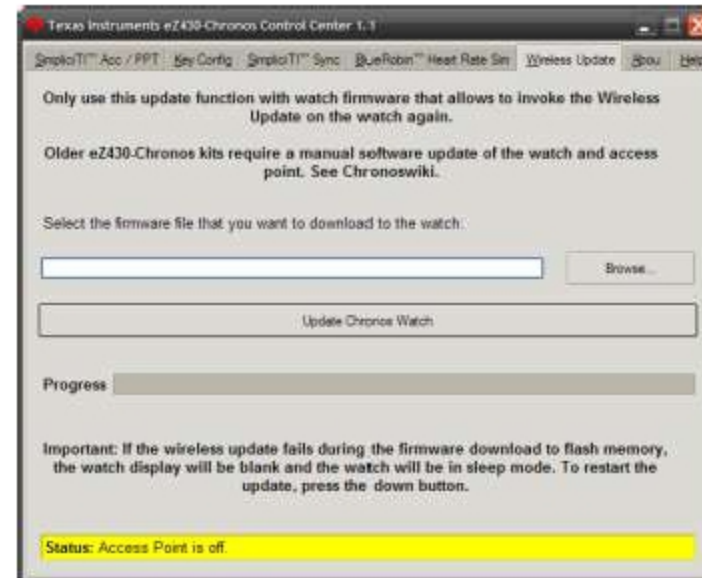 Texas Instruments eZ430-Chronos Control Center 1.1
SimpliciTI™ Acc / PPT Key Config SimpliciTI™ Sync BlueRobin™ Heart Rate Sim Wireless Update Abou Help
Only use this update function with watch firmware that allows to invoke the Wireless
Update on the watch again.
Older eZ430-Chronos kits require a manual software update of the watch and access
point. See Chronoswiki.
Select the firmware file that you want to download to the watch:
Browse...
Update Chronos Watch
Progress
Important: If the wireless update fails during the firmware download to flash memory,
the watch display will be blank and the watch will be in sleep mode. To restart the
update, press the down button.
Status: Access Point is off.